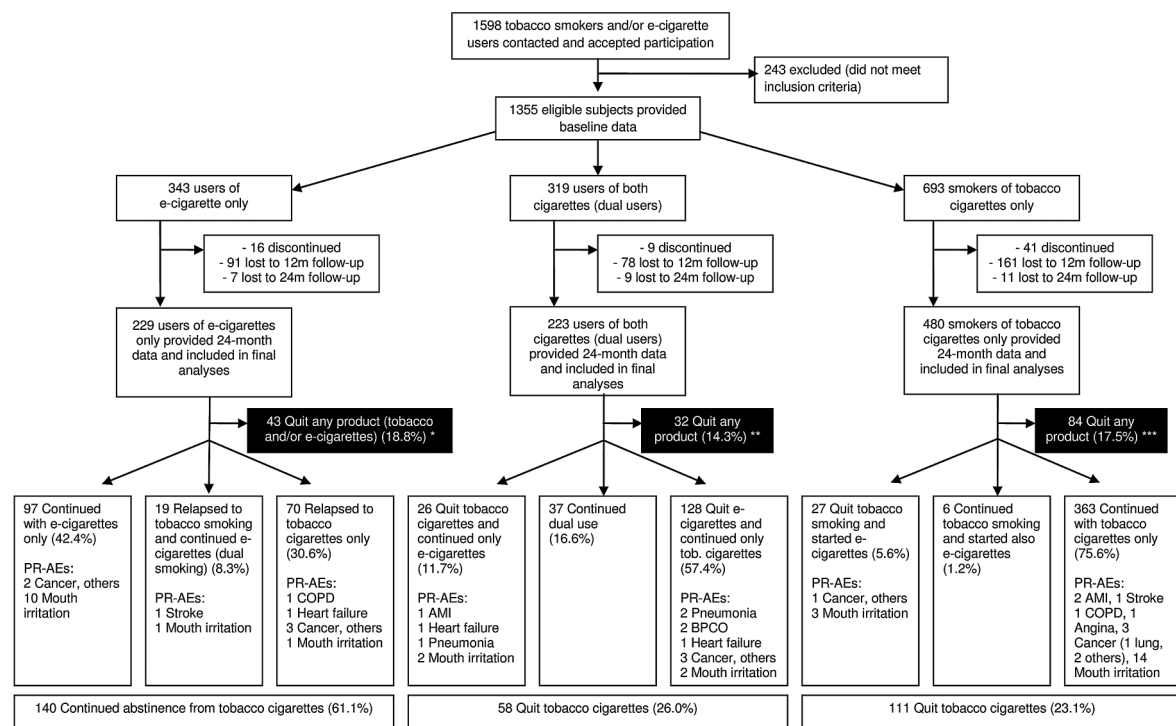 1598 tobacco smokers and/or e-cigarette
users contacted and accepted participation
243 excluded (did not meet
inclusion criteria)
1355 eligible subjects provided
baseline data
343 users of
e-cigarette only
319 users of both
cigarettes (dual users)
693 smokers of tobacco
cigarettes only
- 16 discontinued
- 91 lost to 12m follow-up
- 7 lost to 24m follow-up
- 9 discontinued
- 78 lost to 12m follow-up
- 9 lost to 24m follow-up
- 41 discontinued
- 161 lost to 12m follow-up
- 11 lost to 24m follow-up
229 users of e-cigarettes
only provided 24-month
data and included in final
analyses
223 users of both
cigarettes (dual users)
provided 24-month data
and included in final
analyses
480 smokers of tobacco
cigarettes only provided
24-month data and
included in final analyses
43 Quit any product (tobacco
and/or e-cigarettes) (18.8%) *
32 Quit any
product (14.3%) **
84 Quit any
product (17.5%) ***
97 Continued
with e-cigarettes
only (42.4%)
PR-AEs:
2 Cancer, others
10 Mouth
irritation
19 Relapsed to
tobacco smoking
and continued e-
cigarettes (dual
smoking) (8.3%)
PR-AEs:
1 Stroke
1 Mouth irritation
70 Relapsed to
tobacco
cigarettes only
(30.6%)
PR-AEs:
1 COPD
1 Heart failure
3 Cancer, others
1 Mouth irritation
26 Quit tobacco
cigarettes and
continued only
e-cigarettes
(11.7%)
PR-AEs:
1 AMI
1 Heart failure
1 Pneumonia
2 Mouth irritation
37 Continued
dual use
(16.6%)
128 Quit e-
cigarettes and
continued only
tob. cigarettes
(57.4%)
PR-AEs:
2 Pneumonia
2 BPCO
1 Heart failure
3 Cancer, others
2 Mouth irritation
27 Quit tobacco
smoking and
started e-
cigarettes (5.6%)
PR-AEs:
1 Cancer, others
3 Mouth irritation
6 Continued
tobacco smoking
and started also
e-cigarettes
(1.2%)
363 Continued
with tobacco
cigarettes only
(75.6%)
PR-AEs:
2 AMI, 1 Stroke
1 COPD, 1
Angina, 3
Cancer (1 lung,
2 others), 14
Mouth irritation
140 Continued abstinence from tobacco cigarettes (61.1%)
58 Quit tobacco cigarettes (26.0%)
111 Quit tobacco cigarettes (23.1%)